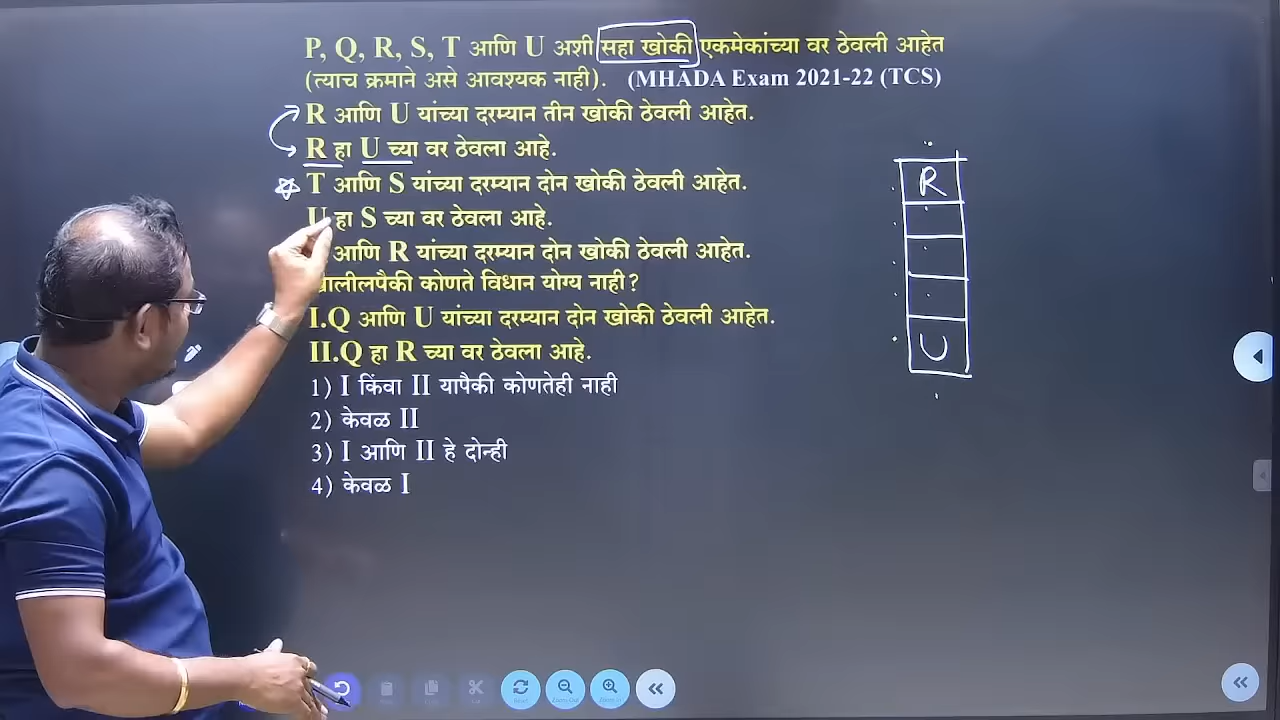 P, Q, R, S, T आणि U अशी सहा खोकी एकमेकांच्या वर ठेवली आहेत
(त्याच क्रमाने असे आवश्यक नाही). (MHADA Exam 2021-22 (TCS)
R आणि U यांच्या दरम्यान तीन खोकी ठेवली आहेत.
R हा U च्या वर ठेवला आहे.
T आणि S यांच्या दरम्यान दोन खोकी ठेवली आहेत.
U हा S च्या वर ठेवला आहे.
आणि R यांच्या दरम्यान दोन खोकी ठेवली आहेत.
कोणते विधान योग्य नाही?
I.Q आणि U यांच्या दरम्यान दोन खोकी ठेवली आहेत.
II.Q हा R च्या वर ठेवला आहे.
1) I किंवा II यापैकी कोणतेही नाही
2) केवळ II
3) I आणि II हे दोन्ही
4) केवळ I
R
U